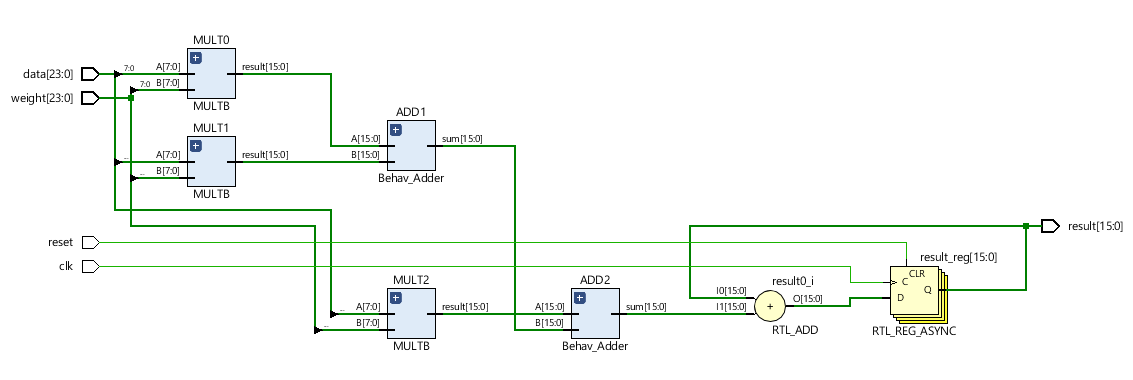 MULT0
data[23:0]
7:0
A[7:0]
result[15:0]
weight[23:0]
7:0
B[7:0]
MULTB
ADD1
MULT1
A[15:0]
sum[15:0]
A[7:0]
result[15:0]
B[15:0]
B[7:0]
Behav_Adder
MULTB
result[15:0]
reset
result_reg[15:0]
clk
CLR
C
Q
D
RTL_REG_ASYNC
MULT2
ADD2
result0_i
I0[15:0]
O[15:0]
+
A[7:0]
result[15:0]
A[15:0]
sum[15:0]
I1[15:0]
B[7:0]
B[15:0]
RTL_ADD
MULTB
Behav_Adder